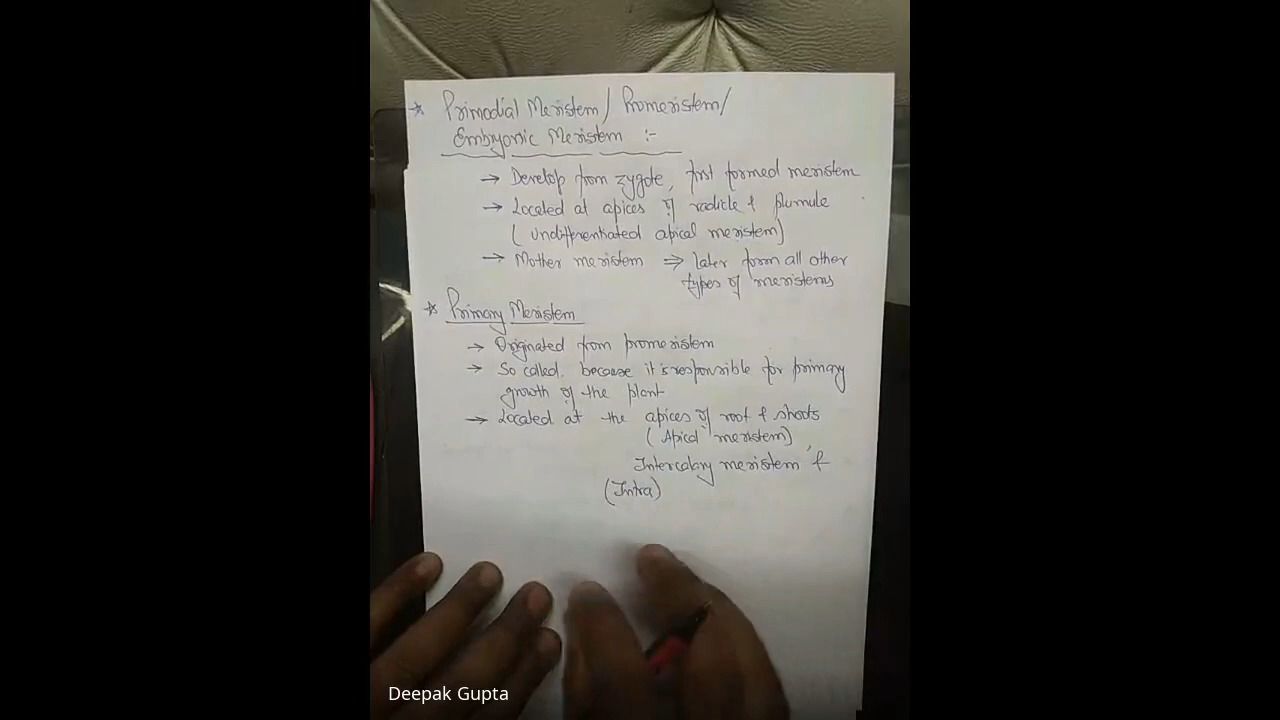 * Primodial Meristem / Promeristem /
Embryonic Meristem :-
→ Develop from zygote, first formed meristem
→ Located at apices of radicle & plumule
( undifferentiated apical meristem)
→ Mother meristem ⇒ later form all other
types of meristems
* Primary Meristem
→ Originated from promeristem
→ So called, because it is responsible for primary
growth of the plant
→ Located at the apices of root & shoots
( Apical meristem)
Intercalary meristem &
(Intra)
Deepak Gupta